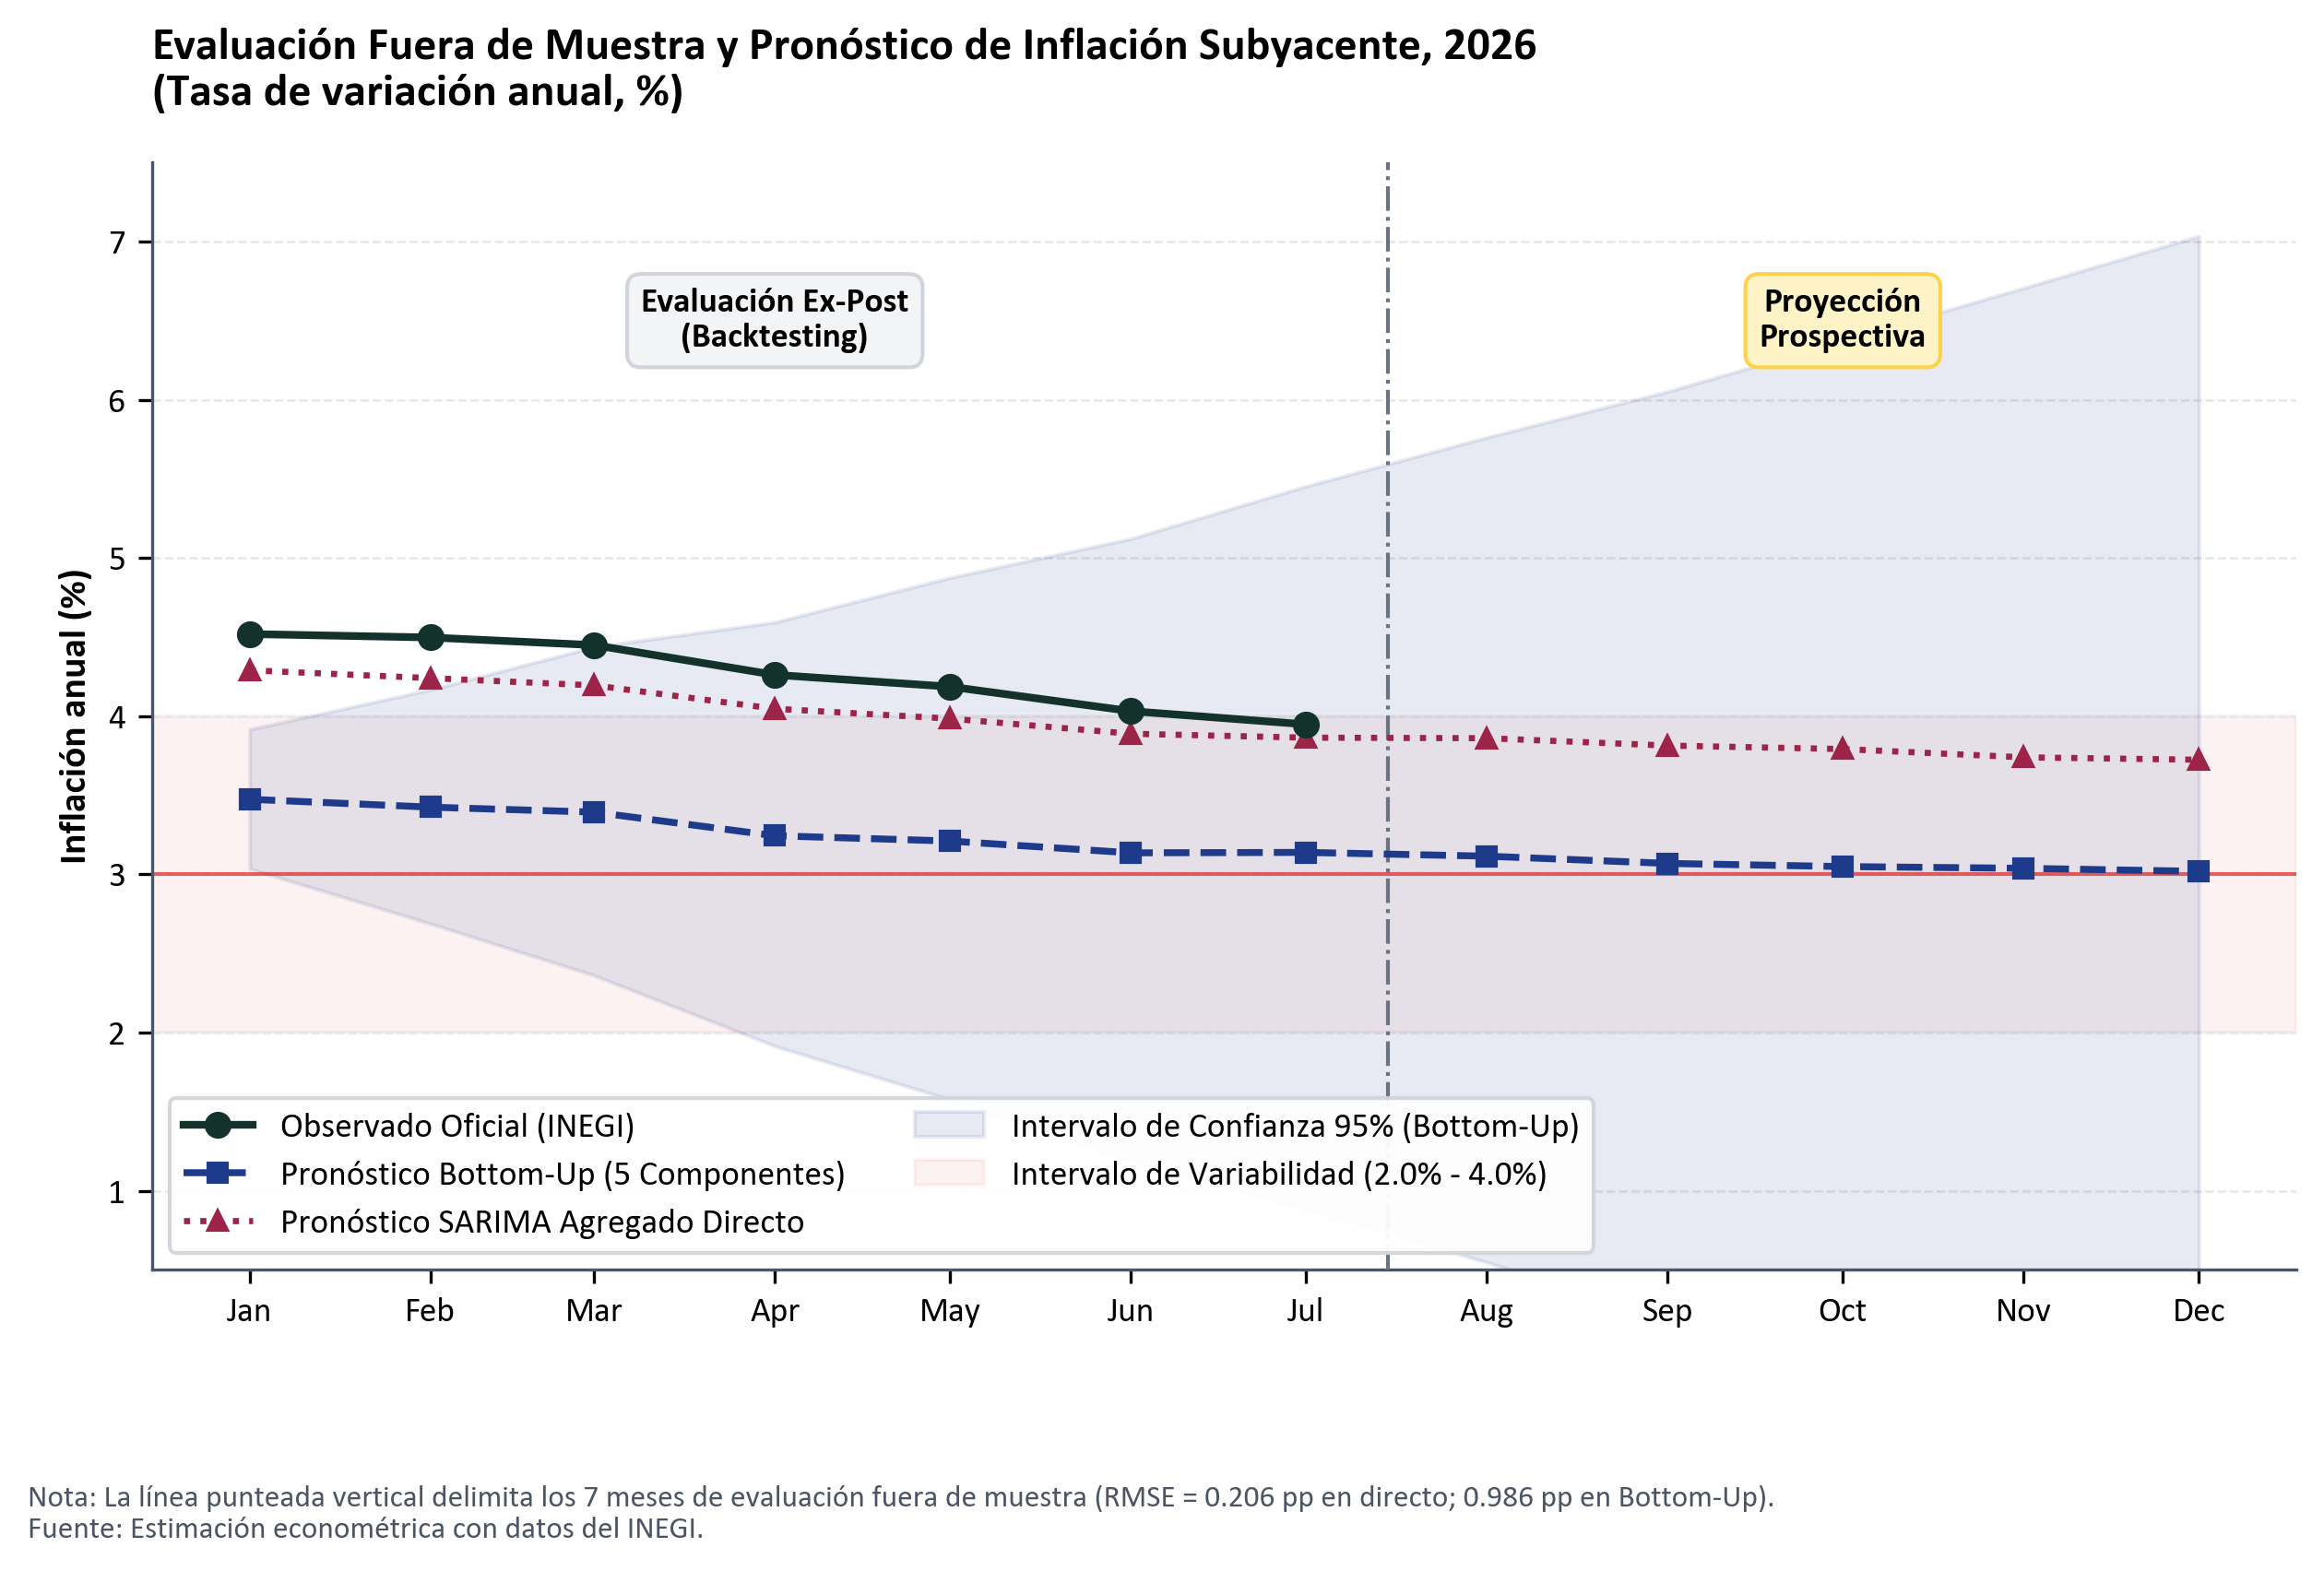 Evaluación Fuera de Muestra y Pronóstico de Inflación Subyacente, 2026
(Tasa de variación anual, %)
Inflación anual (%)
7
6
5
4
3
2
1
Evaluación Ex-Post
(Backtesting)
Proyección
Prospectiva
Observado Oficial (INEGI)
Pronóstico Bottom-Up (5 Componentes)
Pronóstico SARIMA Agregado Directo
Intervalo de Confianza 95% (Bottom-Up)
Intervalo de Variabilidad (2.0% - 4.0%)
Jan Feb Mar Apr May Jun Jul Aug Sep Oct Nov Dec
Nota: La línea punteada vertical delimita los 7 meses de evaluación fuera de muestra (RMSE = 0.206 pp en directo; 0.986 pp en Bottom-Up).
Fuente: Estimación econométrica con datos del INEGI.